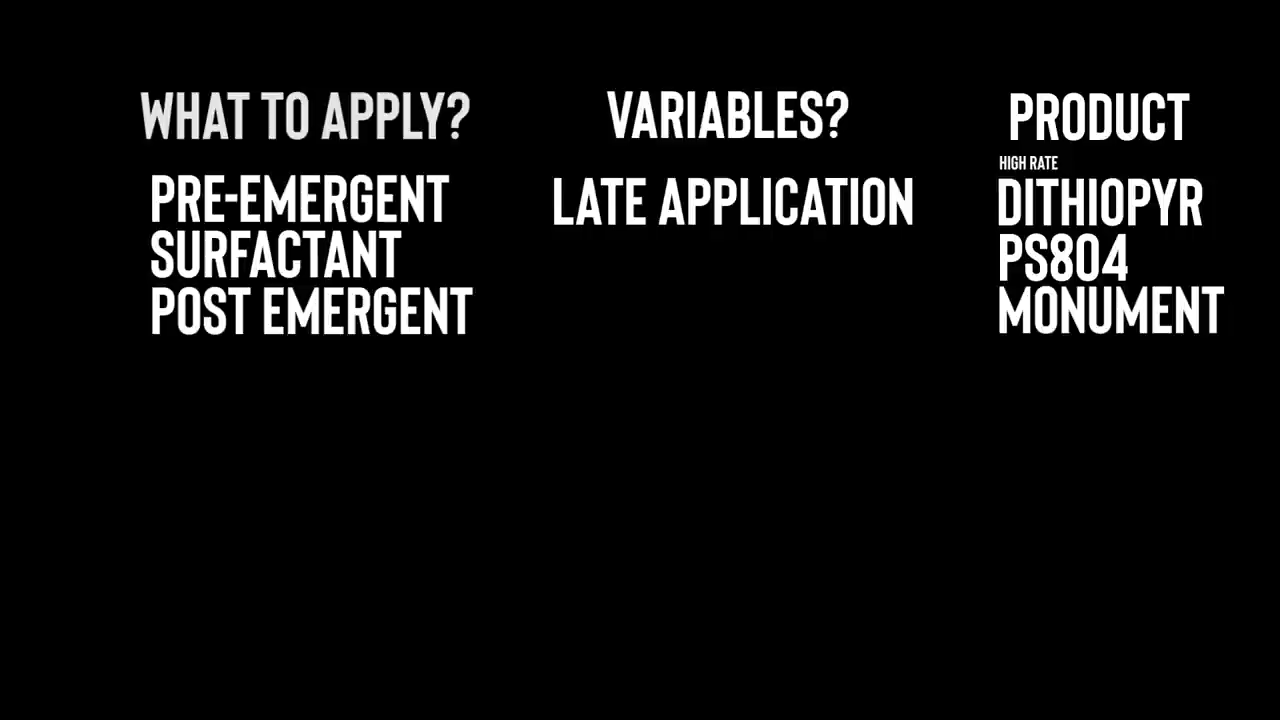 WHAT TO APPLY?
PRE-EMERGENT
SURFACTANT
POST EMERGENT
VARIABLES?
LATE APPLICATION
PRODUCT
HIGH RATE
DITHIOPYR
PS804
MONUMENT